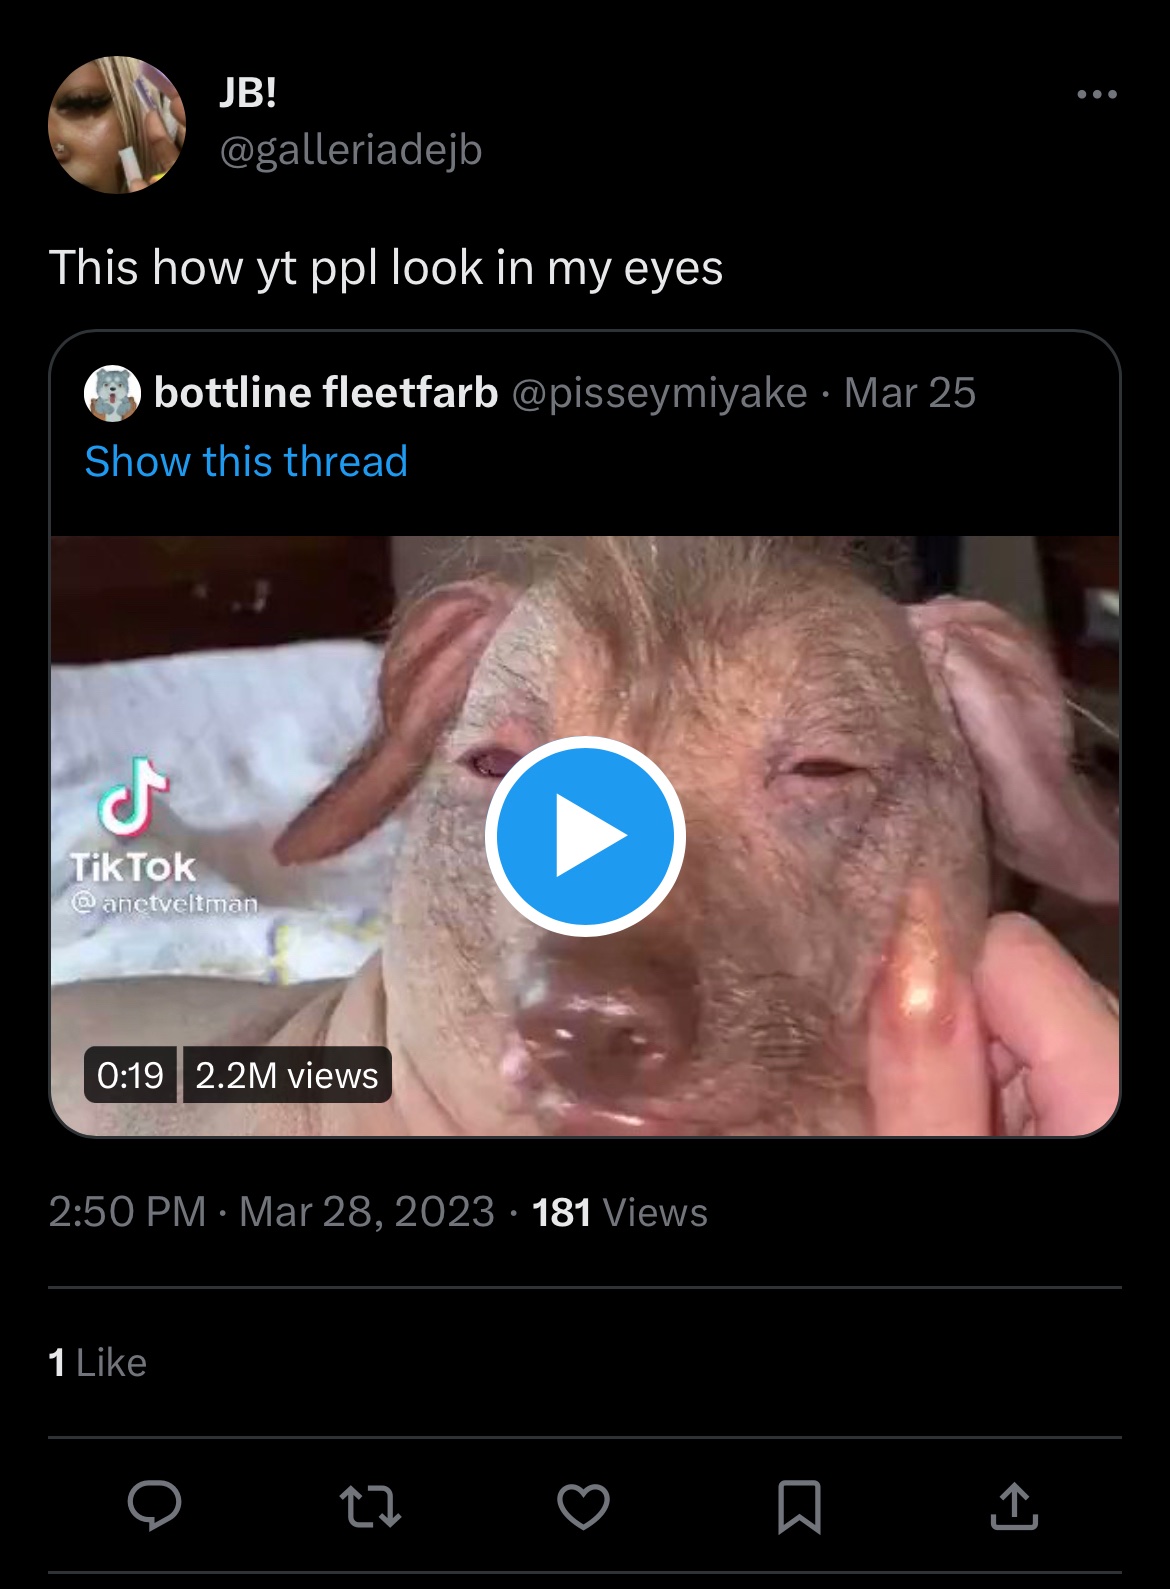 JB!
@galleriadejb
This how yt ppl look in my eyes
bottline fleetfarb @pisseymiyake · Mar 25
Show this thread
TikTok
@anetveltman
0:19 2.2M views
2:50 PM · Mar 28, 2023 · 181 Views
1 Like